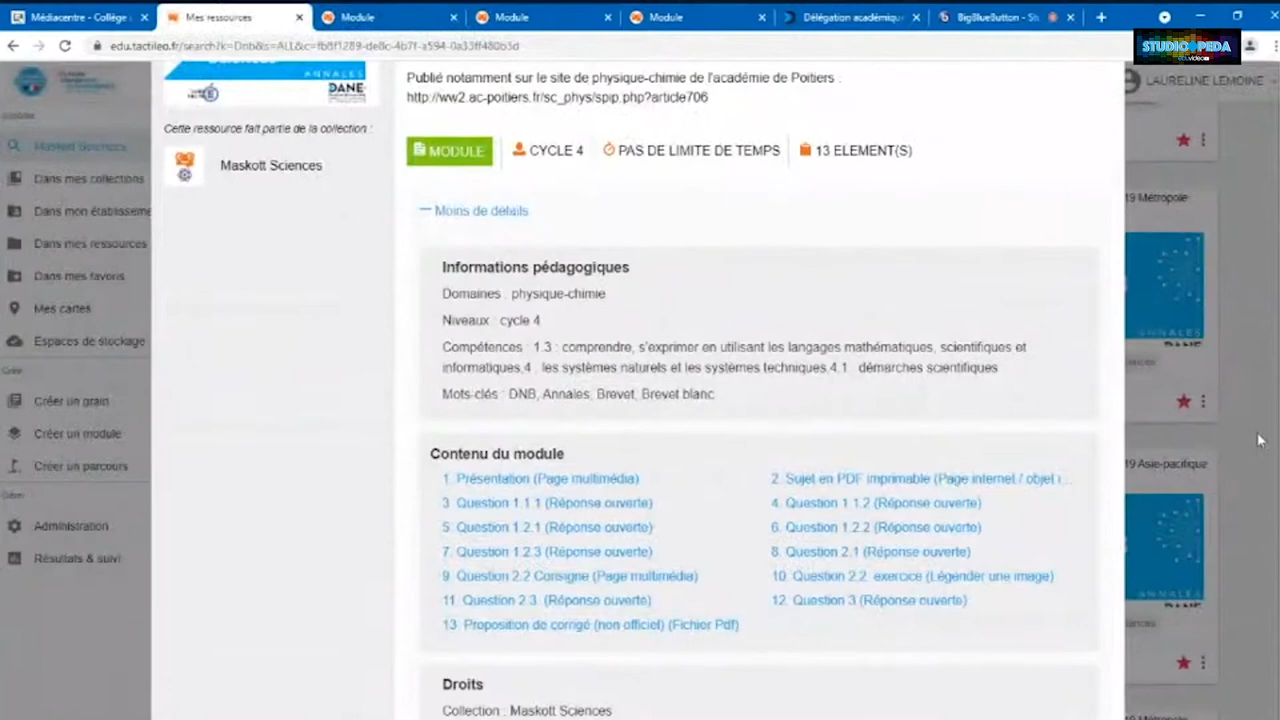 Médiacentre - Collège
Mes ressources
Module
Module
Module
Délégation académiqu
BigBlueButton - St
edu.tactileo.fr/search?k=Dnb&s=ALL&c=fb8f1289-de8c-4b7f-a594-0a33ff480b3d
STUDIO PEDA
LAURELINE LEMOINE
ANNALES
DANE
Cette ressource fait partie de la collection :
Maskott Sciences
Maskott Sciences
Dans mes collections
Dans mon établisseme
Dans mes ressources
Dans mes favoris
Mes cartes
Espaces de stockage
Créer
Créer un grain
Créer un module
Créer un parcours
Gérer
Administration
Résultats & suivi
Publié notamment sur le site de physique-chimie de l'académie de Poitiers :
http://ww2.ac-poitiers.fr/sc_phys/spip.php?article706
MODULE
CYCLE 4
PAS DE LIMITE DE TEMPS
13 ELEMENT(S)
— Moins de détails
Informations pédagogiques
Domaines : physique-chimie
Niveaux : cycle 4
Compétences : 1.3 : comprendre, s'exprimer en utilisant les langages mathématiques, scientifiques et
informatiques,4 : les systèmes naturels et les systèmes techniques,4.1 : démarches scientifiques
Mots-clés : DNB, Annales, Brevet, Brevet blanc
Contenu du module
1. Présentation (Page multimédia)
2. Sujet en PDF imprimable (Page internet / objet i...
3. Question 1.1.1 (Réponse ouverte)
4. Question 1.1.2 (Réponse ouverte)
5. Question 1.2.1 (Réponse ouverte)
6. Question 1.2.2 (Réponse ouverte)
7. Question 1.2.3 (Réponse ouverte)
8. Question 2.1 (Réponse ouverte)
9. Question 2.2 Consigne (Page multimédia)
10. Question 2.2. exercice (Légender une image)
11. Question 2.3. (Réponse ouverte)
12. Question 3 (Réponse ouverte)
13. Proposition de corrigé (non officiel) (Fichier Pdf)
Droits
Collection : Maskott Sciences
19 Métropole
ANNALES
DANE
19 Asie-pacifique
ANNALES
DANE